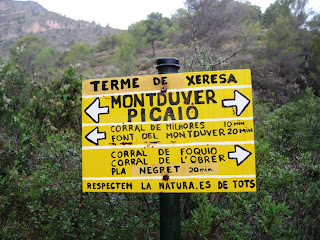 TERME DE XERESA
MONTDUVER
PICAIO
CORRAL DE MILHORES 10 min
FONT DEL MONTDUVER 20 MIN
CORRAL DE FOQUIO
CORRAL DE L'OBRER
PLA NEGRET 20 min.
RESPECTEM LA NATURA. ES DE TOTS